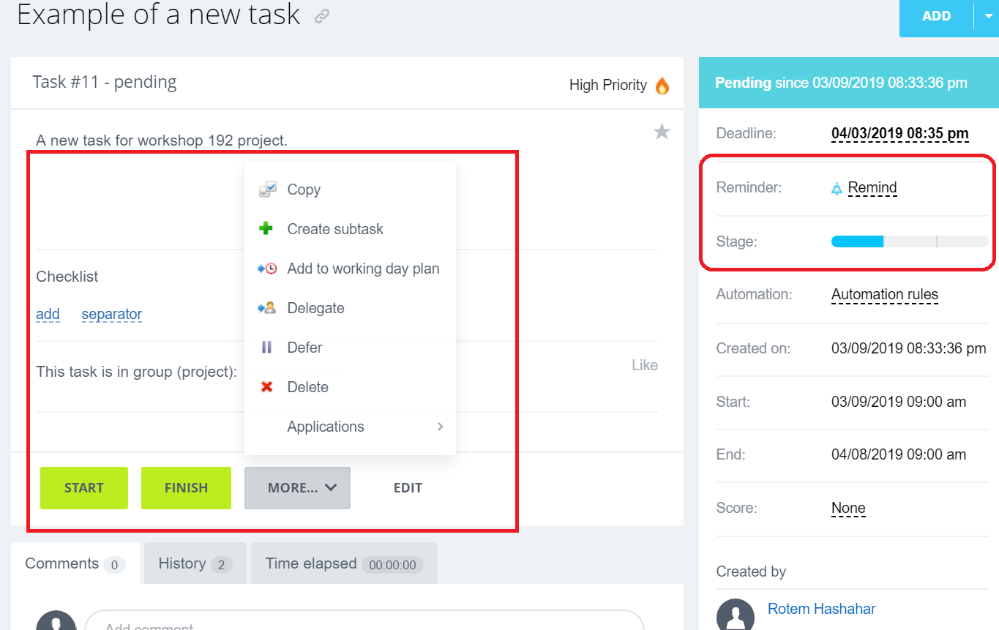 Example of a new task
ADD
Task #11 - pending
High Priority
A new task for workshop 192 project.
Copy
Create subtask
Add to working day plan
Delegate
Defer
Delete
Applications
Checklist
add separator
This task is in group (project):
Like
START FINISH MORE... EDIT
Comments 0 History 2 Time elapsed 00:00:00
Add comment
Pending since 03/09/2019 08:33:36 pm
Deadline: 04/03/2019 08:35 pm
Reminder: Remind
Stage:
Automation: Automation rules
Created on: 03/09/2019 08:33:36 pm
Start: 03/09/2019 09:00 am
End: 04/08/2019 09:00 am
Score: None
Created by
Rotem Hashahar